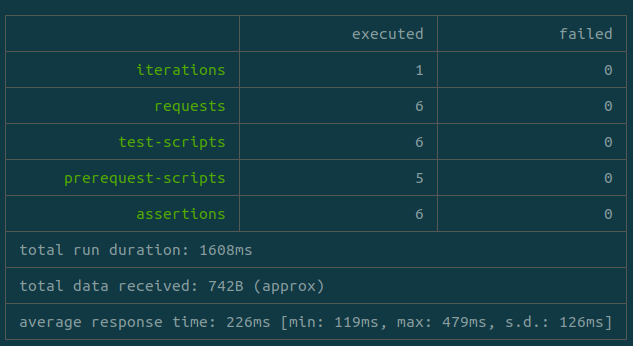 executed failed
iterations 1 0
requests 6 0
test-scripts 6 0
prerequest-scripts 5 0
assertions 6 0
total run duration: 1608ms
total data received: 742B (approx)
average response time: 226ms [min: 119ms, max: 479ms, s.d.: 126ms]